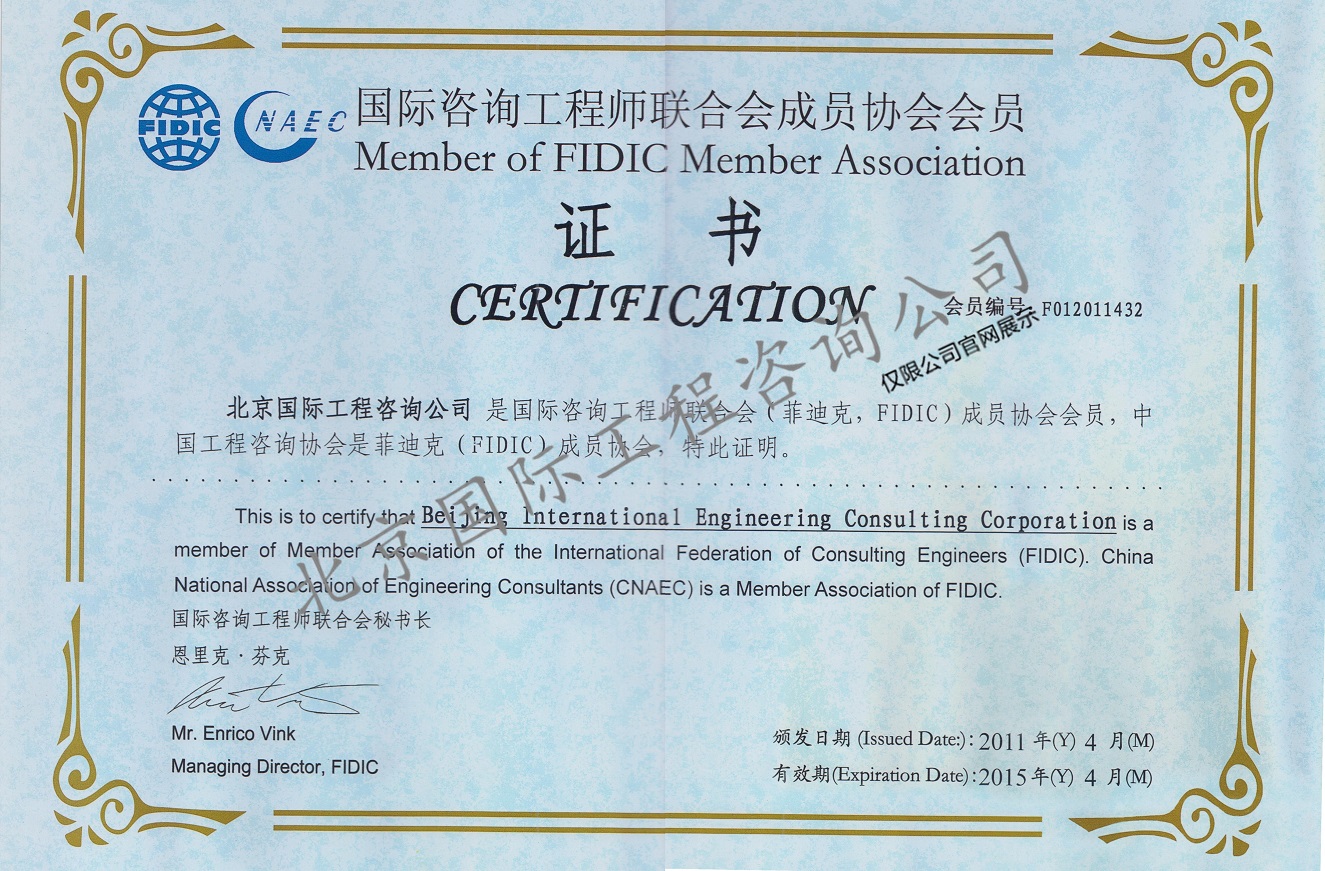 FIDIC CNAEC 国际咨询工程师联合会成员协会会员
Member of FIDIC Member Association
证 书
CERTIFICATION
会员编号 F012011432
仅限公司官网展示
北京国际工程咨询公司
北京国际工程咨询公司 是国际咨询工程师联合会（菲迪克，FIDIC）成员协会会员，中
国工程咨询协会是菲迪克（FIDIC）成员协会，特此证明。
This is to certify that Beijing International Engineering Consulting Corporation is a
member of Member Association of the International Federation of Consulting Engineers (FIDIC). China
National Association of Engineering Consultants (CNAEC) is a Member Association of FIDIC.
国际咨询工程师联合会秘书长
恩里克·芬克
Mr. Enrico Vink
Managing Director, FIDIC
颁发日期 (Issued Date:)：2011 年(Y) 4 月(M)
有效期(Expiration Date)：2015年(Y) 4 月(M)